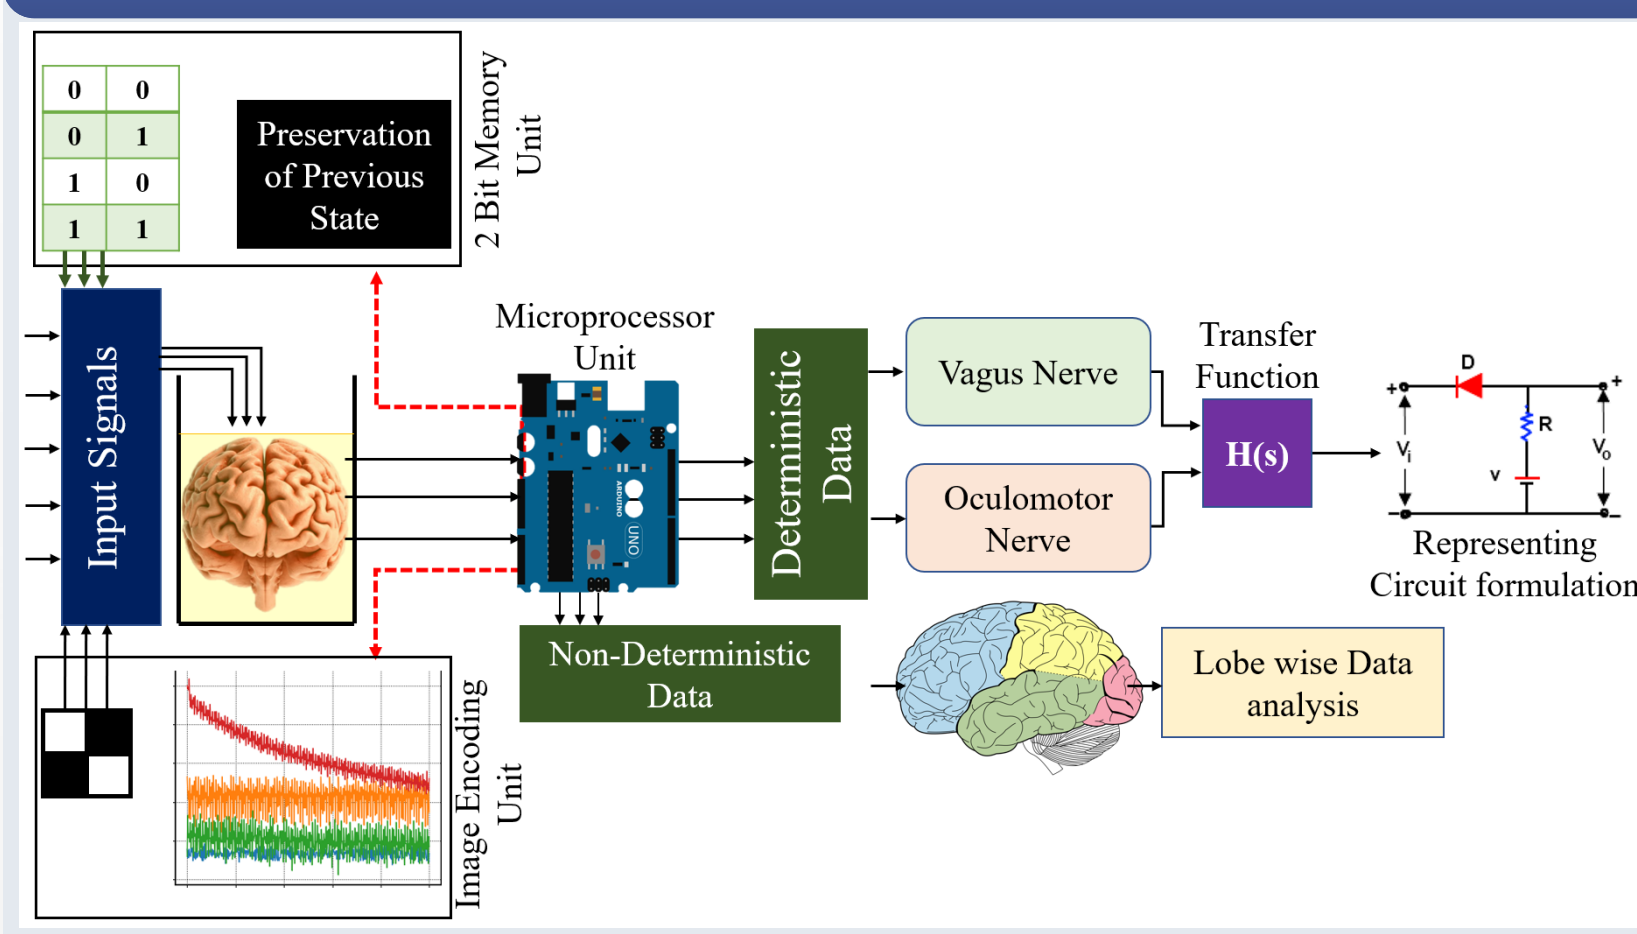 0 0
0 1
1 0
1 1
Preservation
of Previous
State
2 Bit Memory
Unit
Input Signals
Microprocessor
Unit
ARDUINO
UNO
Deterministic
Data
Vagus Nerve
Oculomotor
Nerve
Transfer
Function
H(s)
D
+ +
R
Vi
Vo
v
– –
Representing
Circuit formulation
Non-Deterministic
Data
Lobe wise Data
analysis
Image Encoding
Unit